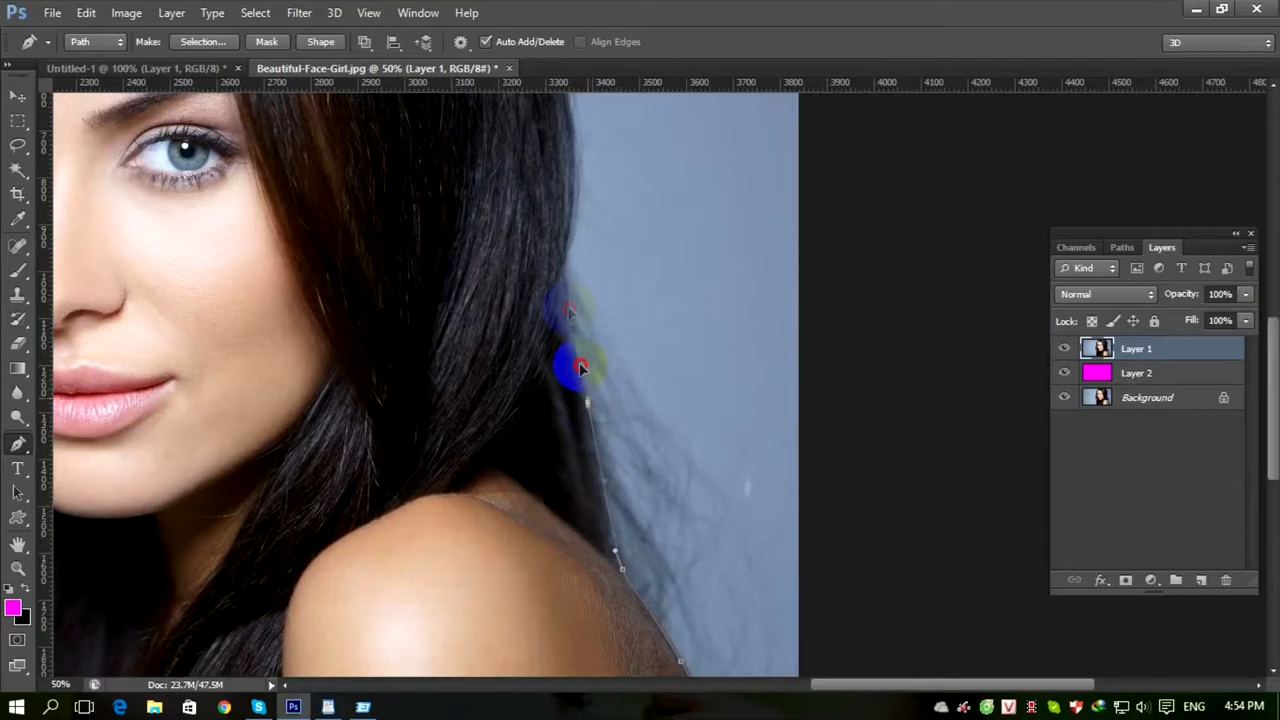 Ps File Edit Image Layer Type Select Filter 3D View Window Help
Path Make: Selection... Mask Shape Auto Add/Delete Align Edges 3D
Untitled-1 @ 100% (Layer 1, RGB/8) * × Beautiful-Face-Girl.jpg @ 50% (Layer 1, RGB/8#) * ×
2300 2400 2500 2600 2700 2800 2900 3000 3100 3200 3300 3400 3500 3600 3700 3800 3900 4000 4100 4200 4300 4400 4500 4600 4700
Channels Paths Layers
Kind
Normal Opacity: 100%
Lock: Fill: 100%
Layer 1
Layer 2
Background
50% Doc: 23.7M/47.5M
ENG 4:54 PM